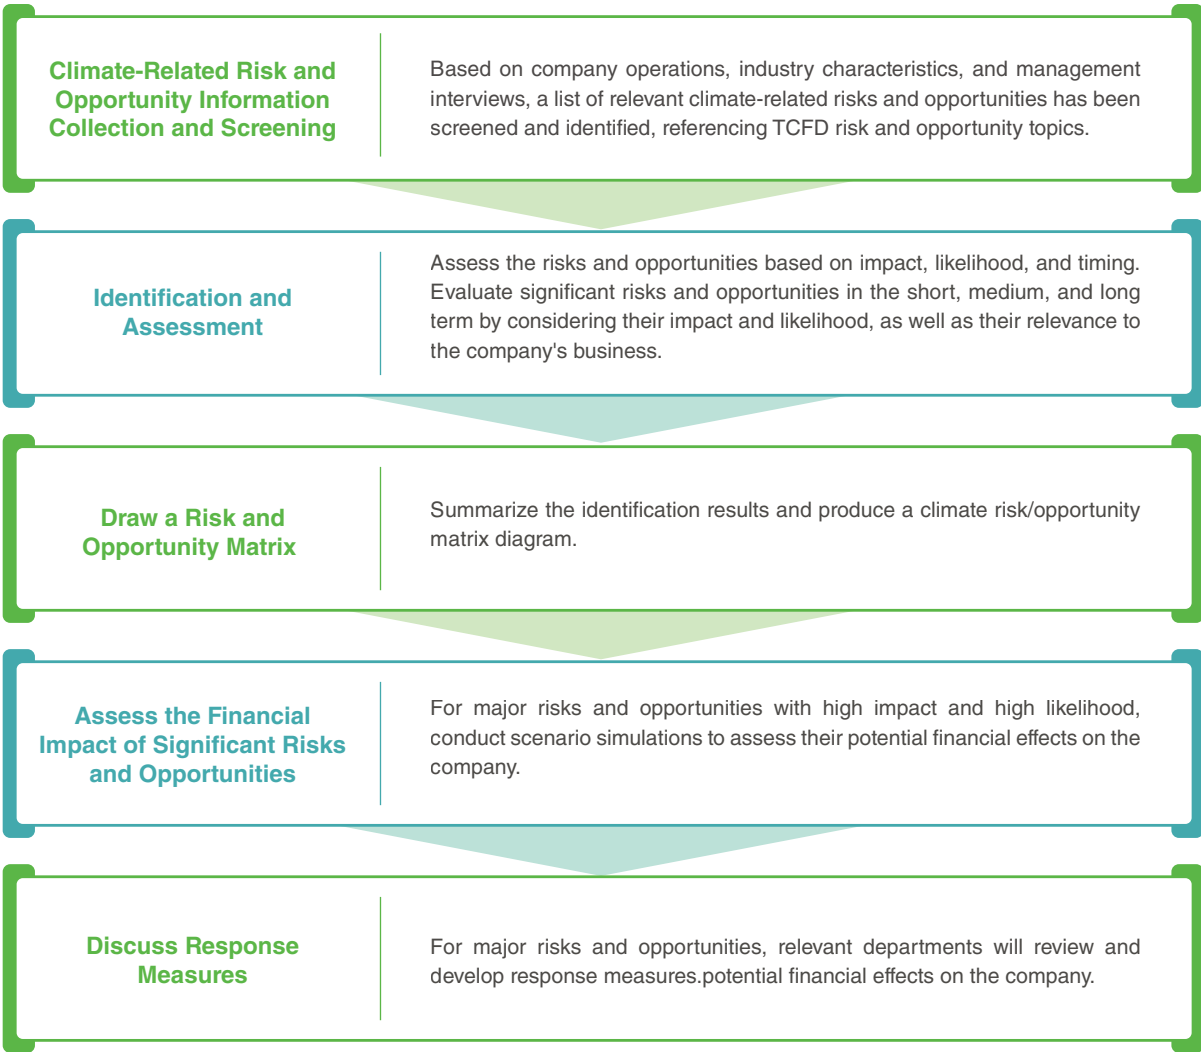 Climate-Related Risk and
Opportunity Information
Collection and Screening
Based on company operations, industry characteristics, and management
interviews, a list of relevant climate-related risks and opportunities has been
screened and identified, referencing TCFD risk and opportunity topics.
Identification and
Assessment
Assess the risks and opportunities based on impact, likelihood, and timing.
Evaluate significant risks and opportunities in the short, medium, and long
term by considering their impact and likelihood, as well as their relevance to
the company's business.
Draw a Risk and
Opportunity Matrix
Summarize the identification results and produce a climate risk/opportunity
matrix diagram.
Assess the Financial
Impact of Significant Risks
and Opportunities
For major risks and opportunities with high impact and high likelihood,
conduct scenario simulations to assess their potential financial effects on the
company.
Discuss Response
Measures
For major risks and opportunities, relevant departments will review and
develop response measures.potential financial effects on the company.